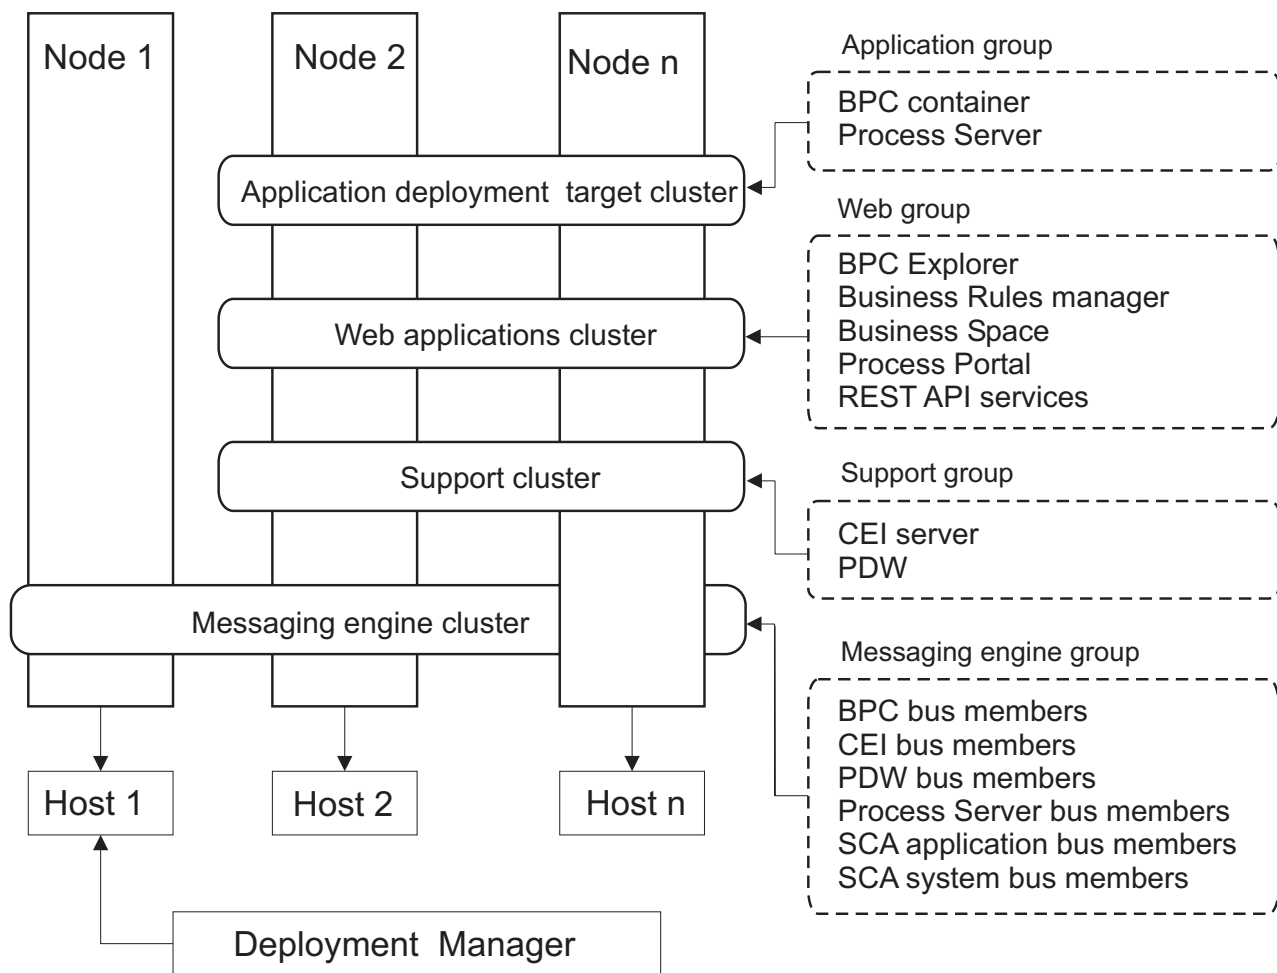 Node 1
Node 2
Node n
Application group
BPC container
Process Server
Application deployment target cluster
Web group
BPC Explorer
Business Rules manager
Business Space
Process Portal
REST API services
Web applications cluster
Support group
CEI server
PDW
Support cluster
Messaging engine cluster
Messaging engine group
BPC bus members
CEI bus members
PDW bus members
Process Server bus members
SCA application bus members
SCA system bus members
Host 1
Host 2
Host n
Deployment Manager